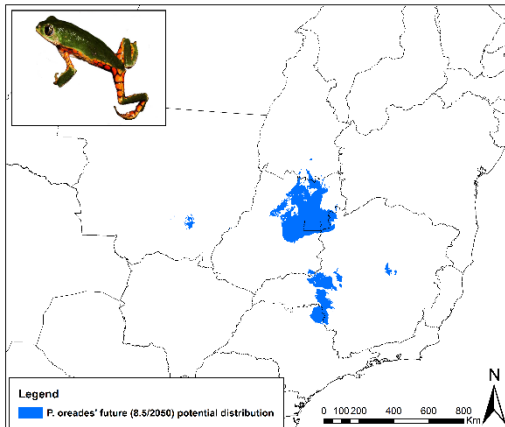 Legend
P. oreades' future (8.5/2050) potential distribution
N
0 100 200 400 600 800
Km